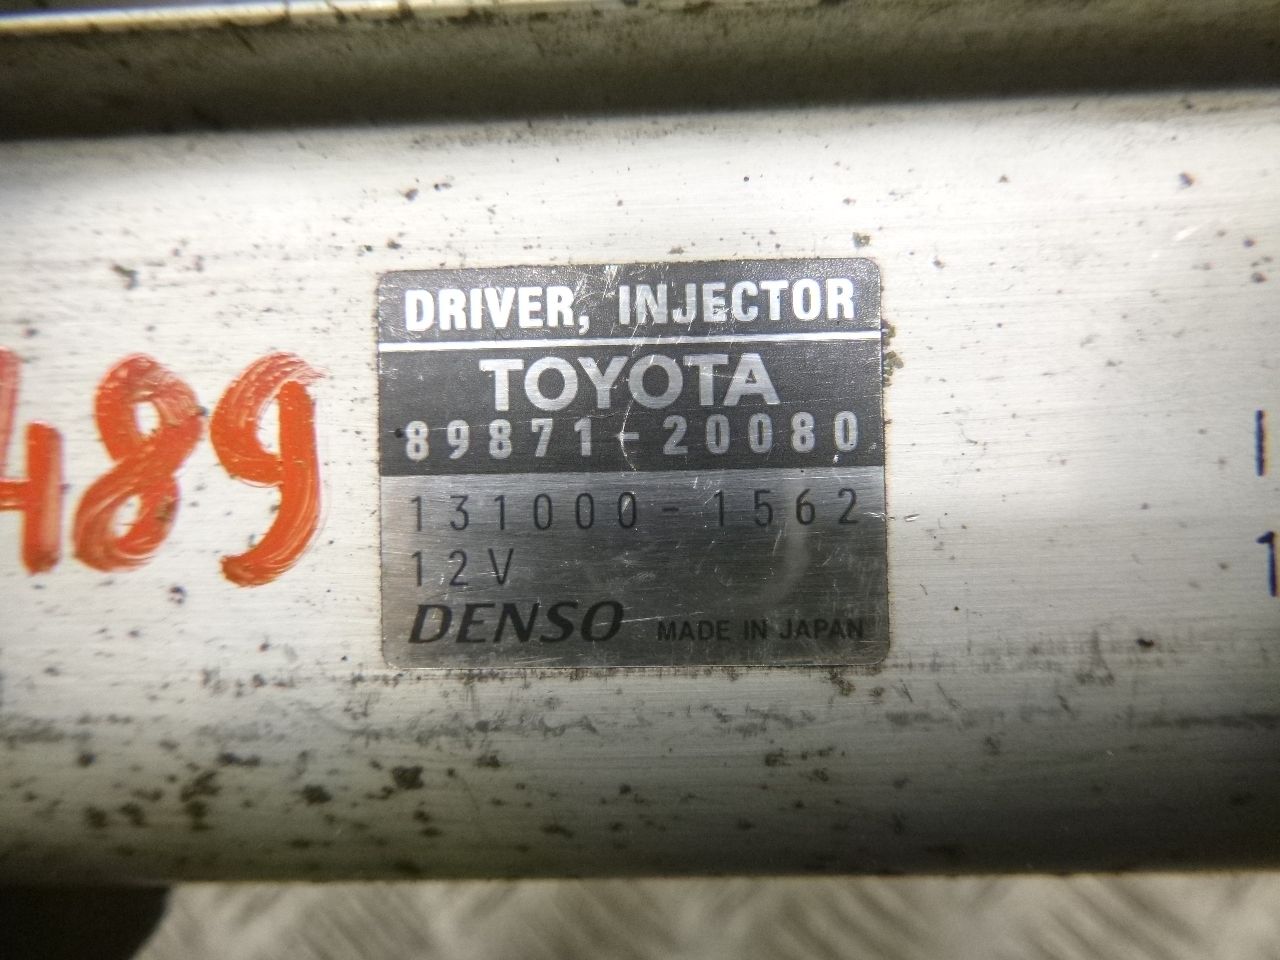 DRIVER, INJECTOR
TOYOTA
89871-20080
131000-1562
12V
DENSO MADE IN JAPAN
489